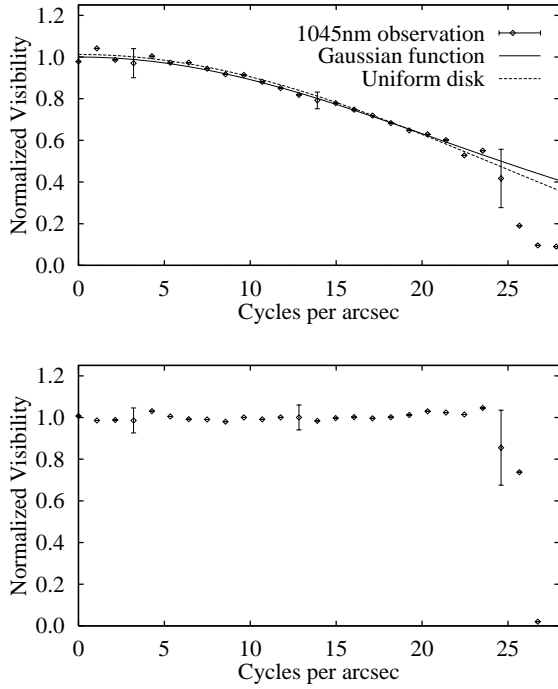 1.2
1.0
0.8
0.6
0.4
0.2
0.0
Normalized Visibility
1045nm observation
Gaussian function
Uniform disk
0 5 10 15 20 25
Cycles per arcsec
1.2
1.0
0.8
0.6
0.4
0.2
0.0
Normalized Visibility
0 5 10 15 20 25
Cycles per arcsec